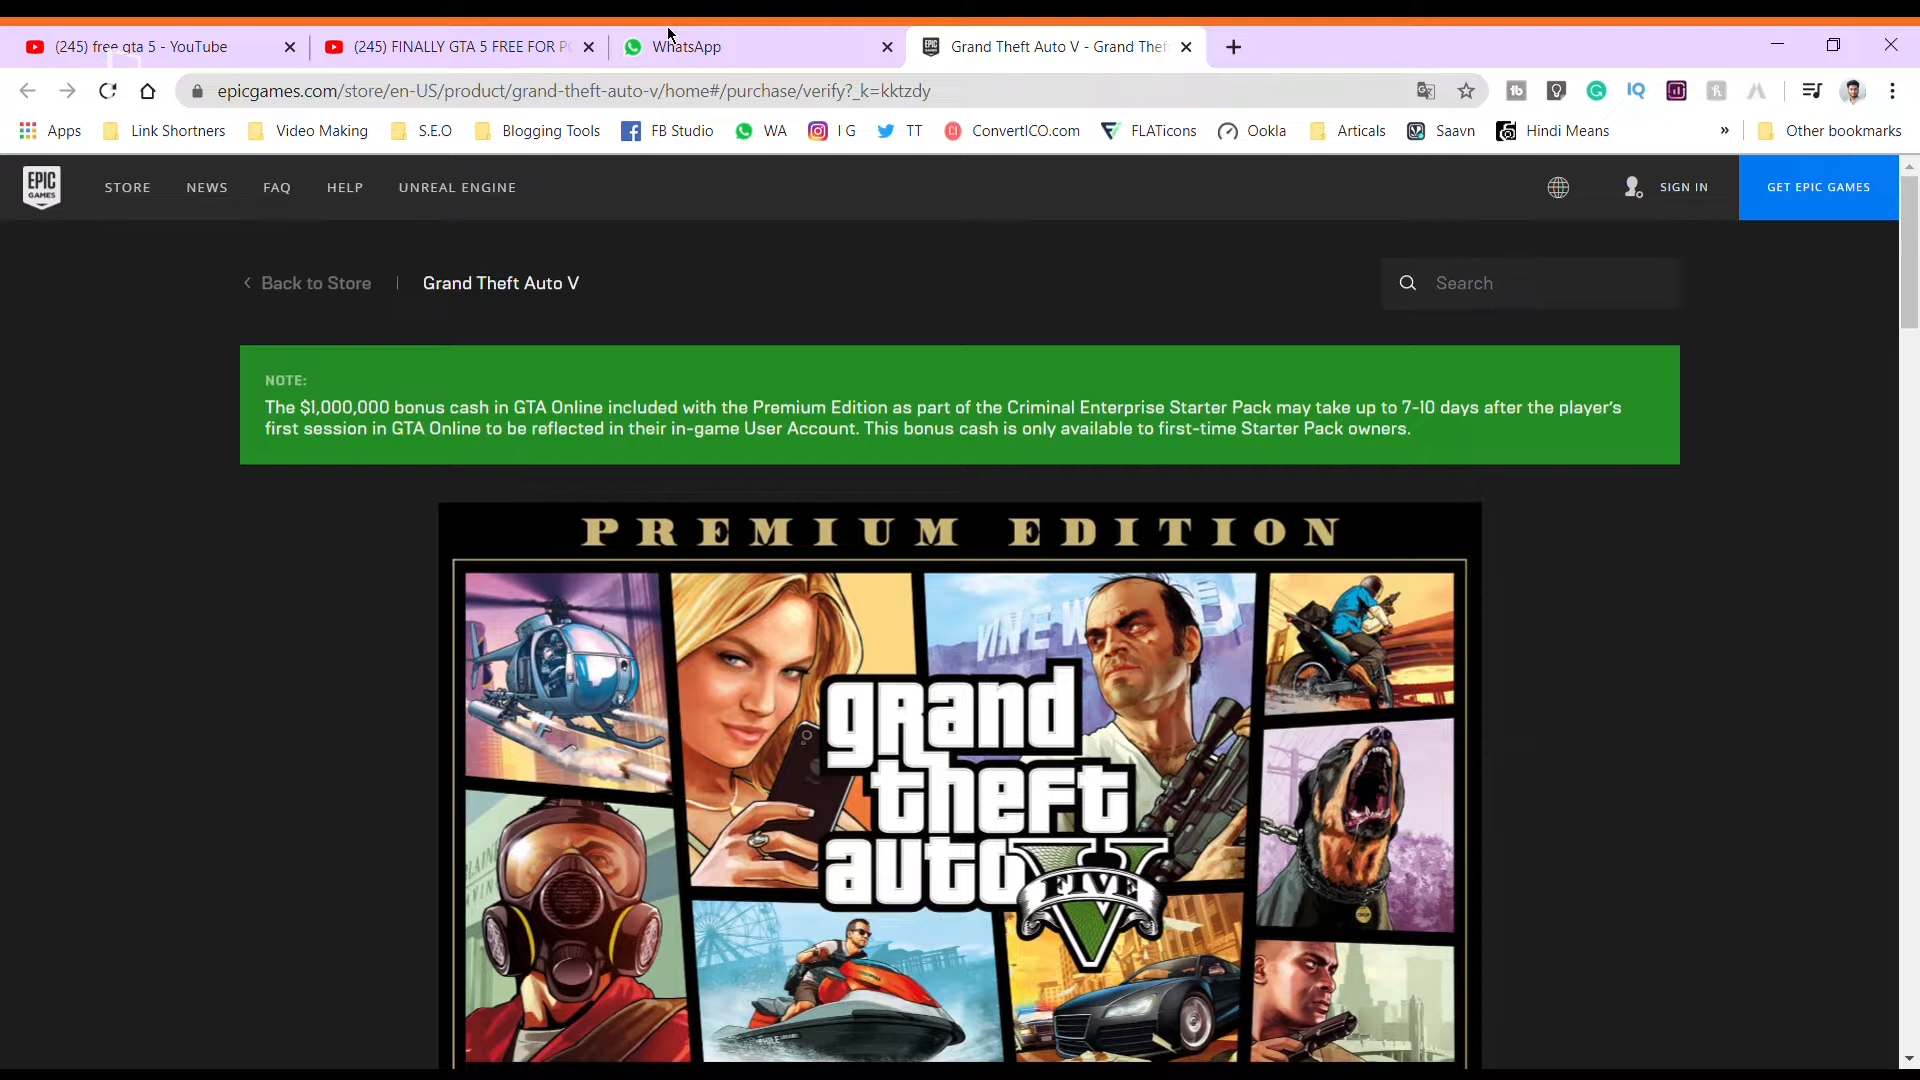 (245) free gta 5 - YouTube
(245) FINALLY GTA 5 FREE FOR P
WhatsApp
Grand Theft Auto V - Grand Thef
epicgames.com/store/en-US/product/grand-theft-auto-v/home#/purchase/verify?_k=kktzdy
Apps Link Shortners Video Making S.E.O Blogging Tools FB Studio WA I G TT ConvertICO.com FLATicons Ookla Articals Saavn Hindi Means » Other bookmarks
EPIC GAMES
STORE NEWS FAQ HELP UNREAL ENGINE SIGN IN GET EPIC GAMES
Back to Store | Grand Theft Auto V Search
NOTE:
The $1,000,000 bonus cash in GTA Online included with the Premium Edition as part of the Criminal Enterprise Starter Pack may take up to 7-10 days after the player's
first session in GTA Online to be reflected in their in-game User Account. This bonus cash is only available to first-time Starter Pack owners.
PREMIUM EDITION
VINEW
grand
theft
auto V
FIVE